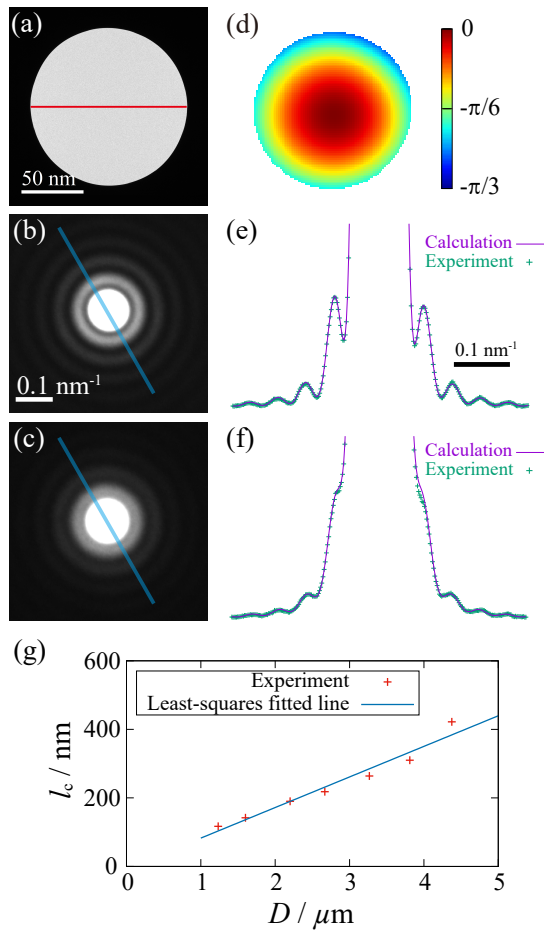 (a)
50 nm
(d)
0
-π/6
-π/3
(b)
0.1 nm⁻¹
(e)
Calculation
Experiment
0.1 nm⁻¹
(c)
(f)
Calculation
Experiment
(g)
600
400
200
0
l_c / nm
Experiment
Least-squares fitted line
0 1 2 3 4 5
D / μm